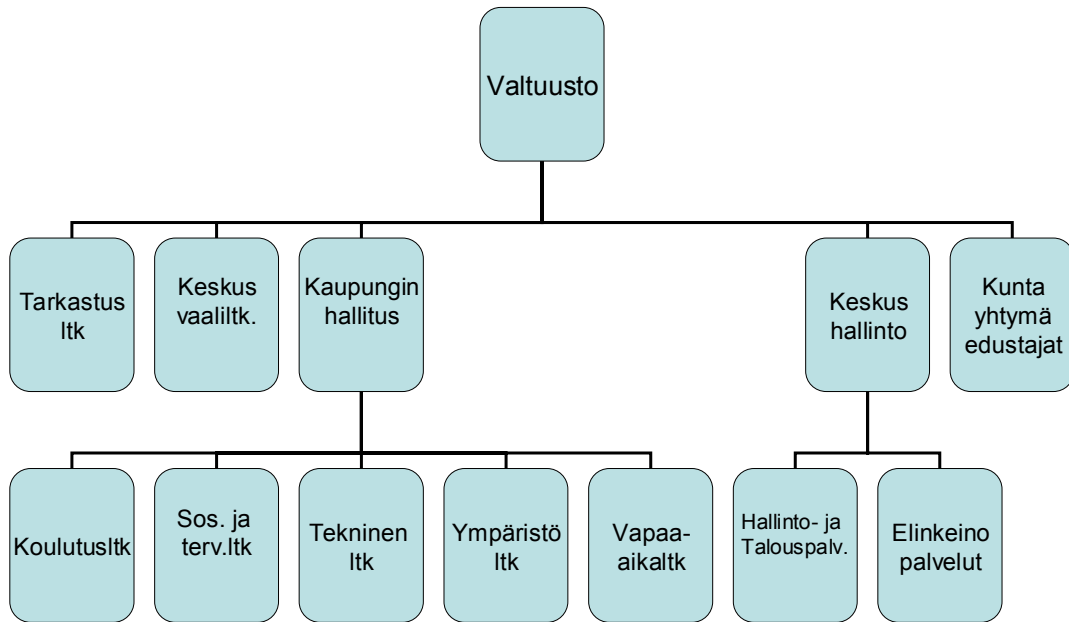 Valtuusto
Tarkastus
ltk
Keskus
vaaliltk.
Kaupungin
hallitus
Keskus
hallinto
Kunta
yhtymä
edustajat
Koulutusltk
Sos. ja
terv.ltk
Tekninen
ltk
Ympäristö
ltk
Vapaa-
aikaltk
Hallinto- ja
Talouspalv.
Elinkeino
palvelut